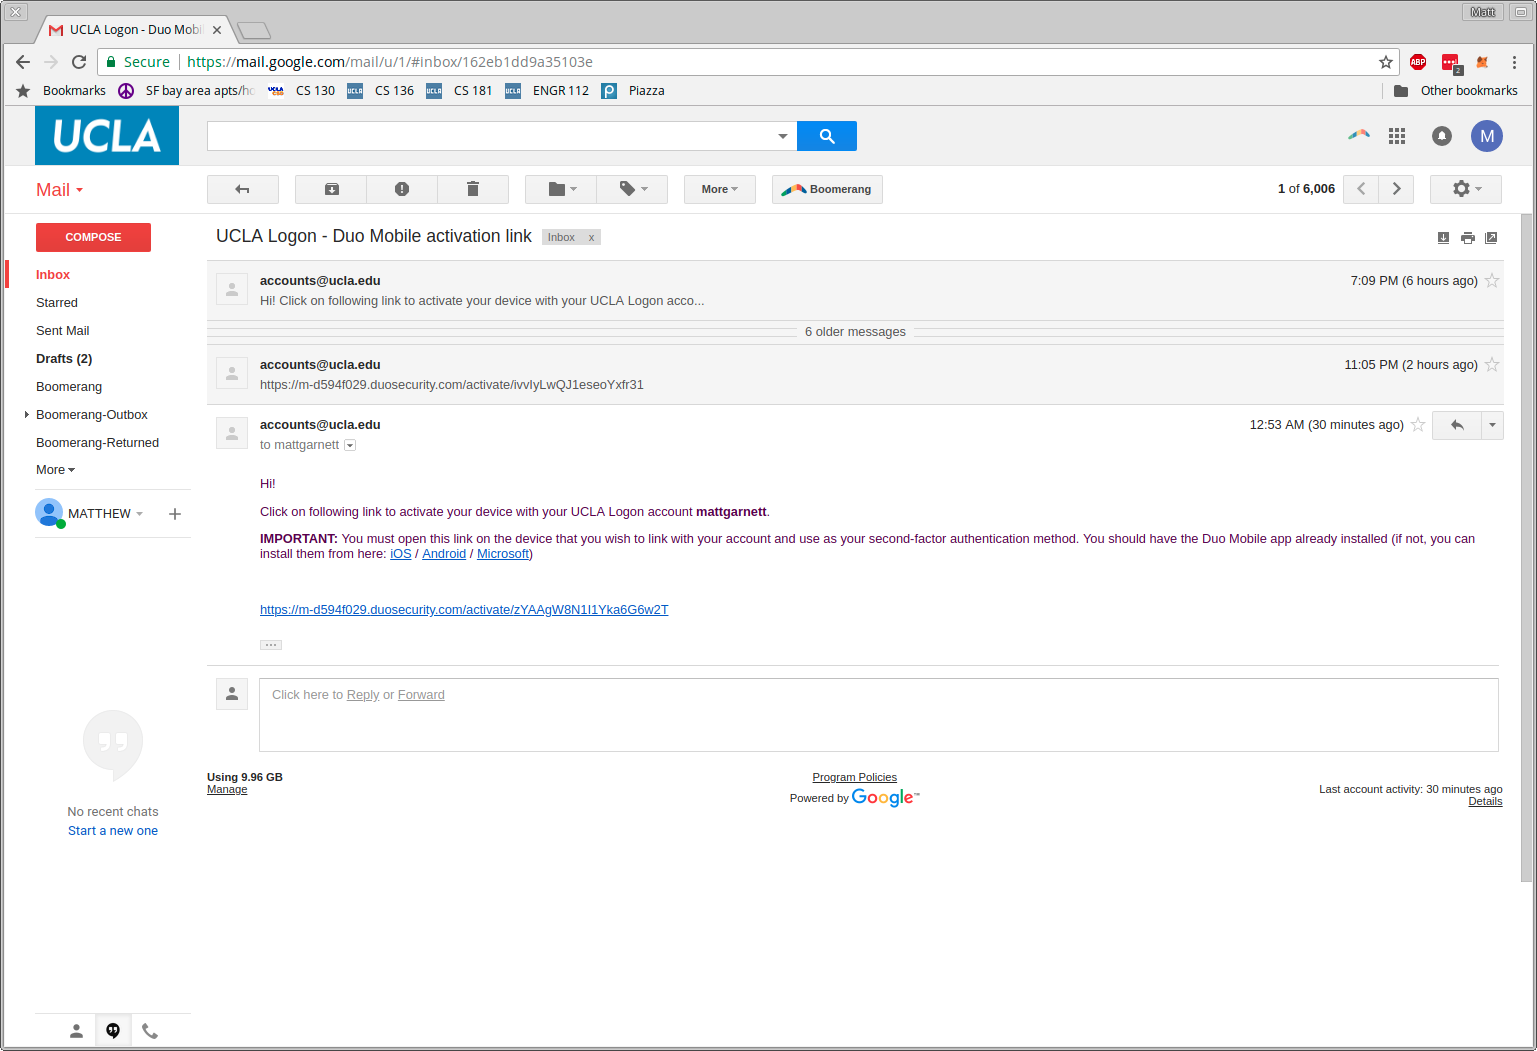 Matt
UCLA Logon - Duo Mobi
Secure https://mail.google.com/mail/u/1/#inbox/162eb1dd9a35103e
ABP
2
Bookmarks SF bay area apts/ho CS 130 CS 136 CS 181 ENGR 112 Piazza Other bookmarks
UCLA
M
Mail
More
Boomerang
1 of 6,006
COMPOSE
UCLA Logon - Duo Mobile activation link Inbox x
Inbox
Starred
Sent Mail
Drafts (2)
Boomerang
Boomerang-Outbox
Boomerang-Returned
More
MATTHEW
accounts@ucla.edu 7:09 PM (6 hours ago)
Hi! Click on following link to activate your device with your UCLA Logon acco...
6 older messages
accounts@ucla.edu 11:05 PM (2 hours ago)
https://m-d594f029.duosecurity.com/activate/ivvIyLwQJ1eseoYxfr31
accounts@ucla.edu 12:53 AM (30 minutes ago)
to mattgarnett
Hi!
Click on following link to activate your device with your UCLA Logon account mattgarnett.
IMPORTANT: You must open this link on the device that you wish to link with your account and use as your second-factor authentication method. You should have the Duo Mobile app already installed (if not, you can
install them from here: iOS / Android / Microsoft)
https://m-d594f029.duosecurity.com/activate/zYAAgW8N1I1Yka6G6w2T
Click here to Reply or Forward
No recent chats
Start a new one
Using 9.96 GB
Manage
Program Policies
Powered by Google™
Last account activity: 30 minutes ago
Details